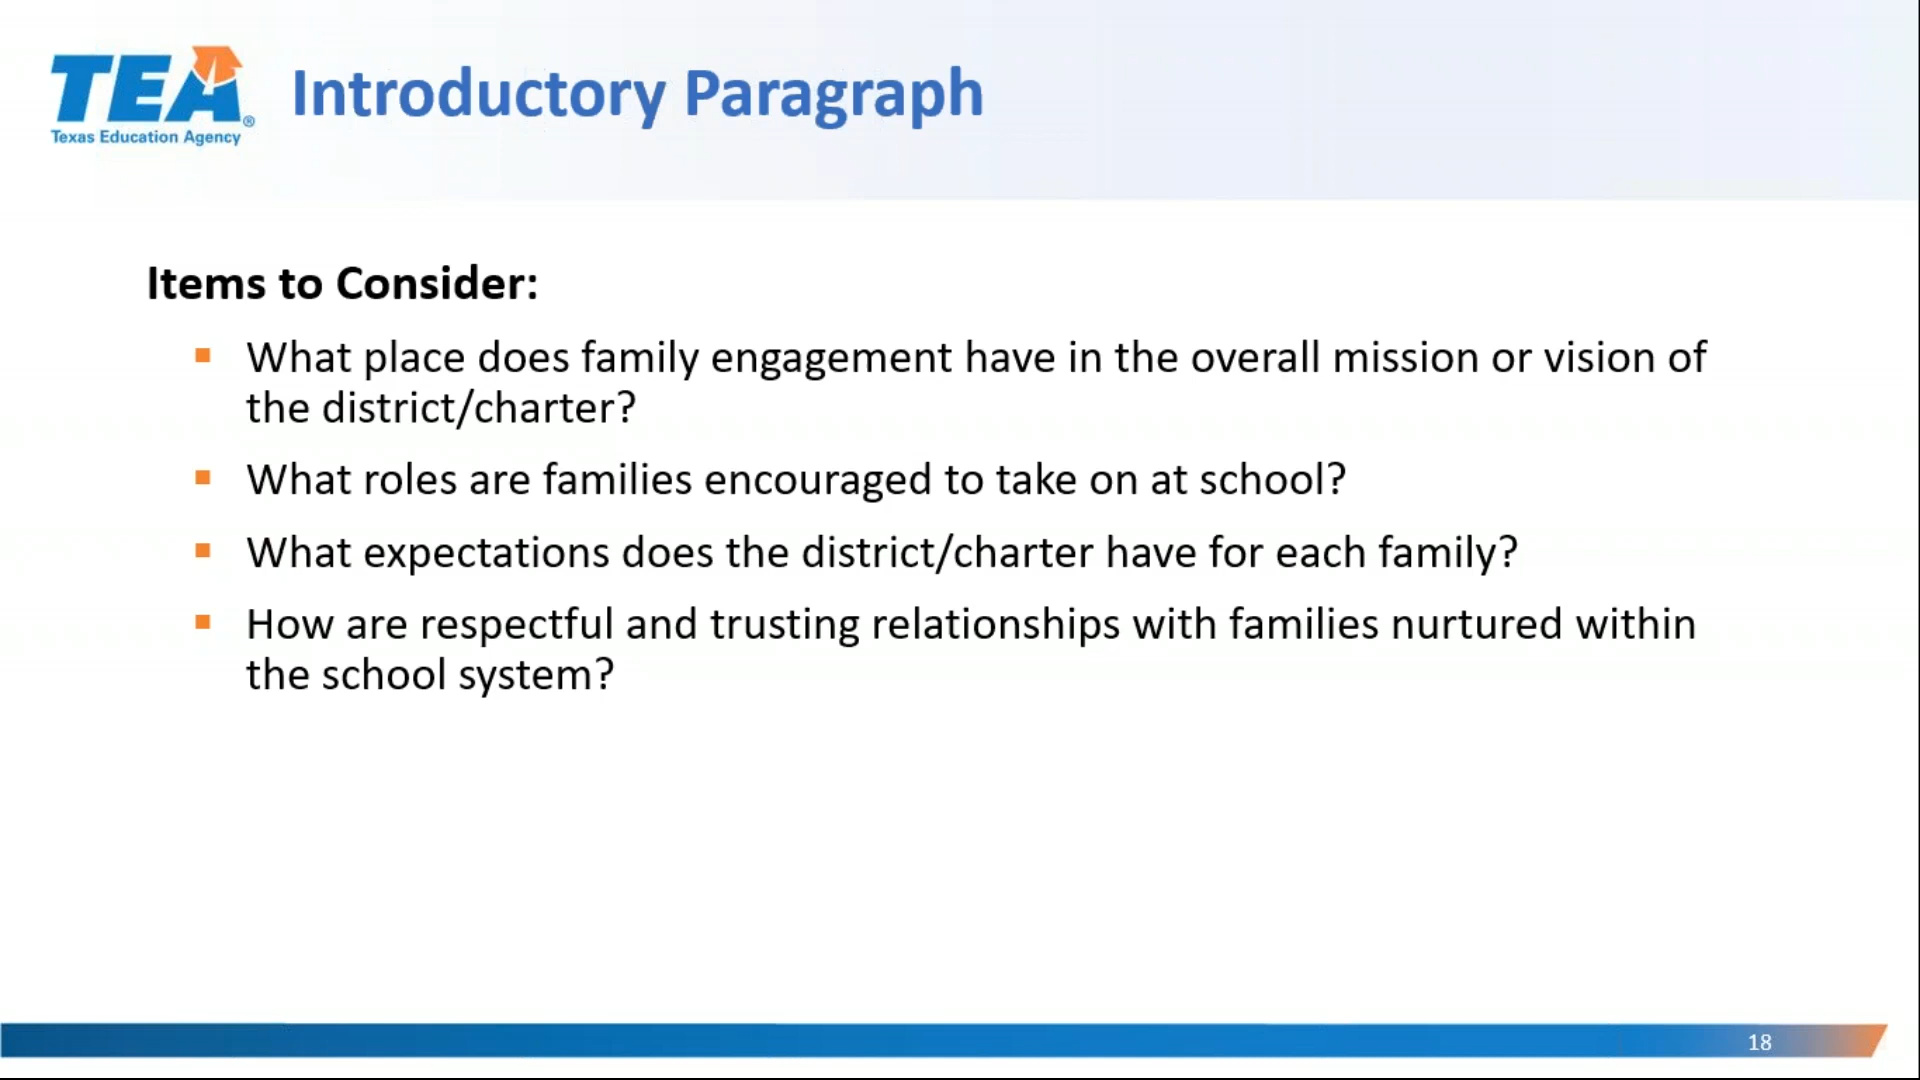 TEA®
Texas Education Agency
Introductory Paragraph
Items to Consider:
What place does family engagement have in the overall mission or vision of
the district/charter?
What roles are families encouraged to take on at school?
What expectations does the district/charter have for each family?
How are respectful and trusting relationships with families nurtured within
the school system?
18